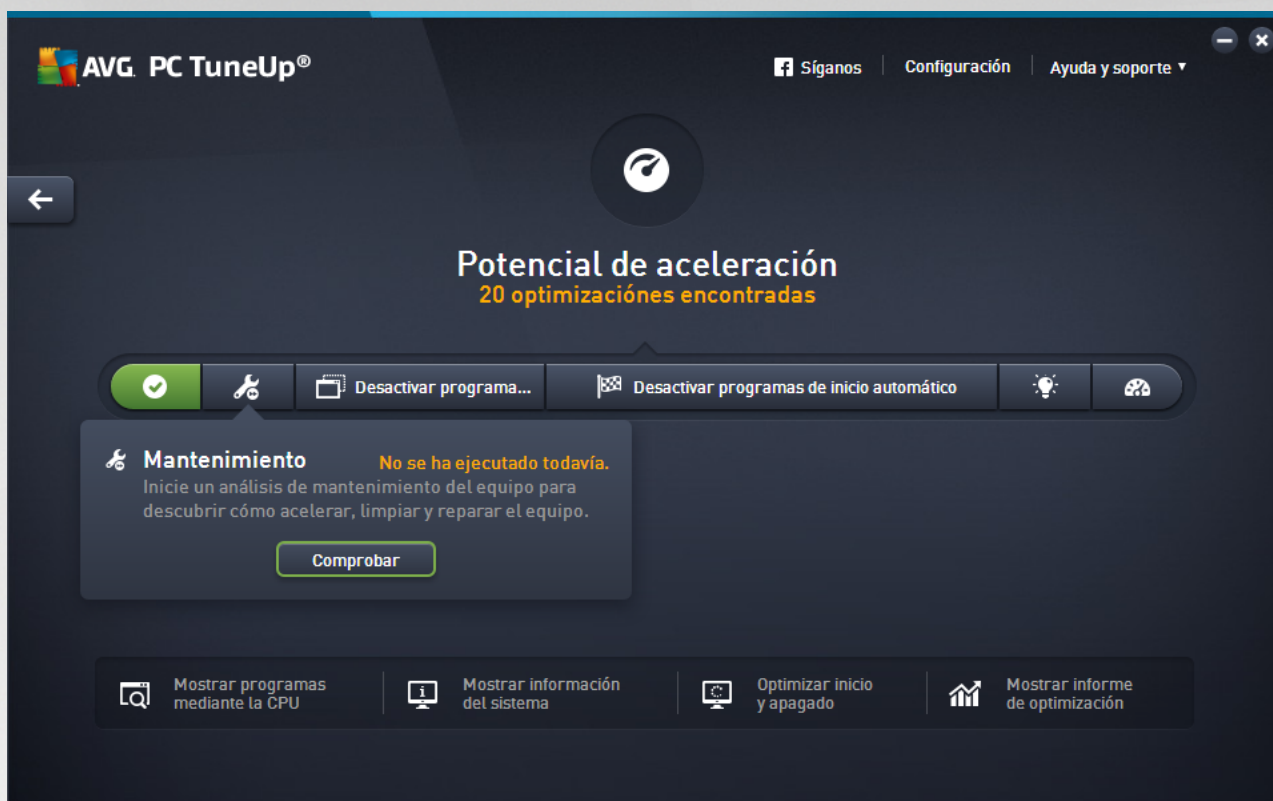 AVG. PC TuneUp®
Síganos
Configuración
Ayuda y soporte
Potencial de aceleración
20 optimizaciónes encontradas
Desactivar programa...
Desactivar programas de inicio automático
Mantenimiento
No se ha ejecutado todavía.
Inicie un análisis de mantenimiento del equipo para
descubrir cómo acelerar, limpiar y reparar el equipo.
Comprobar
Mostrar programas
mediante la CPU
Mostrar información
del sistema
Optimizar inicio
y apagado
Mostrar informe
de optimización